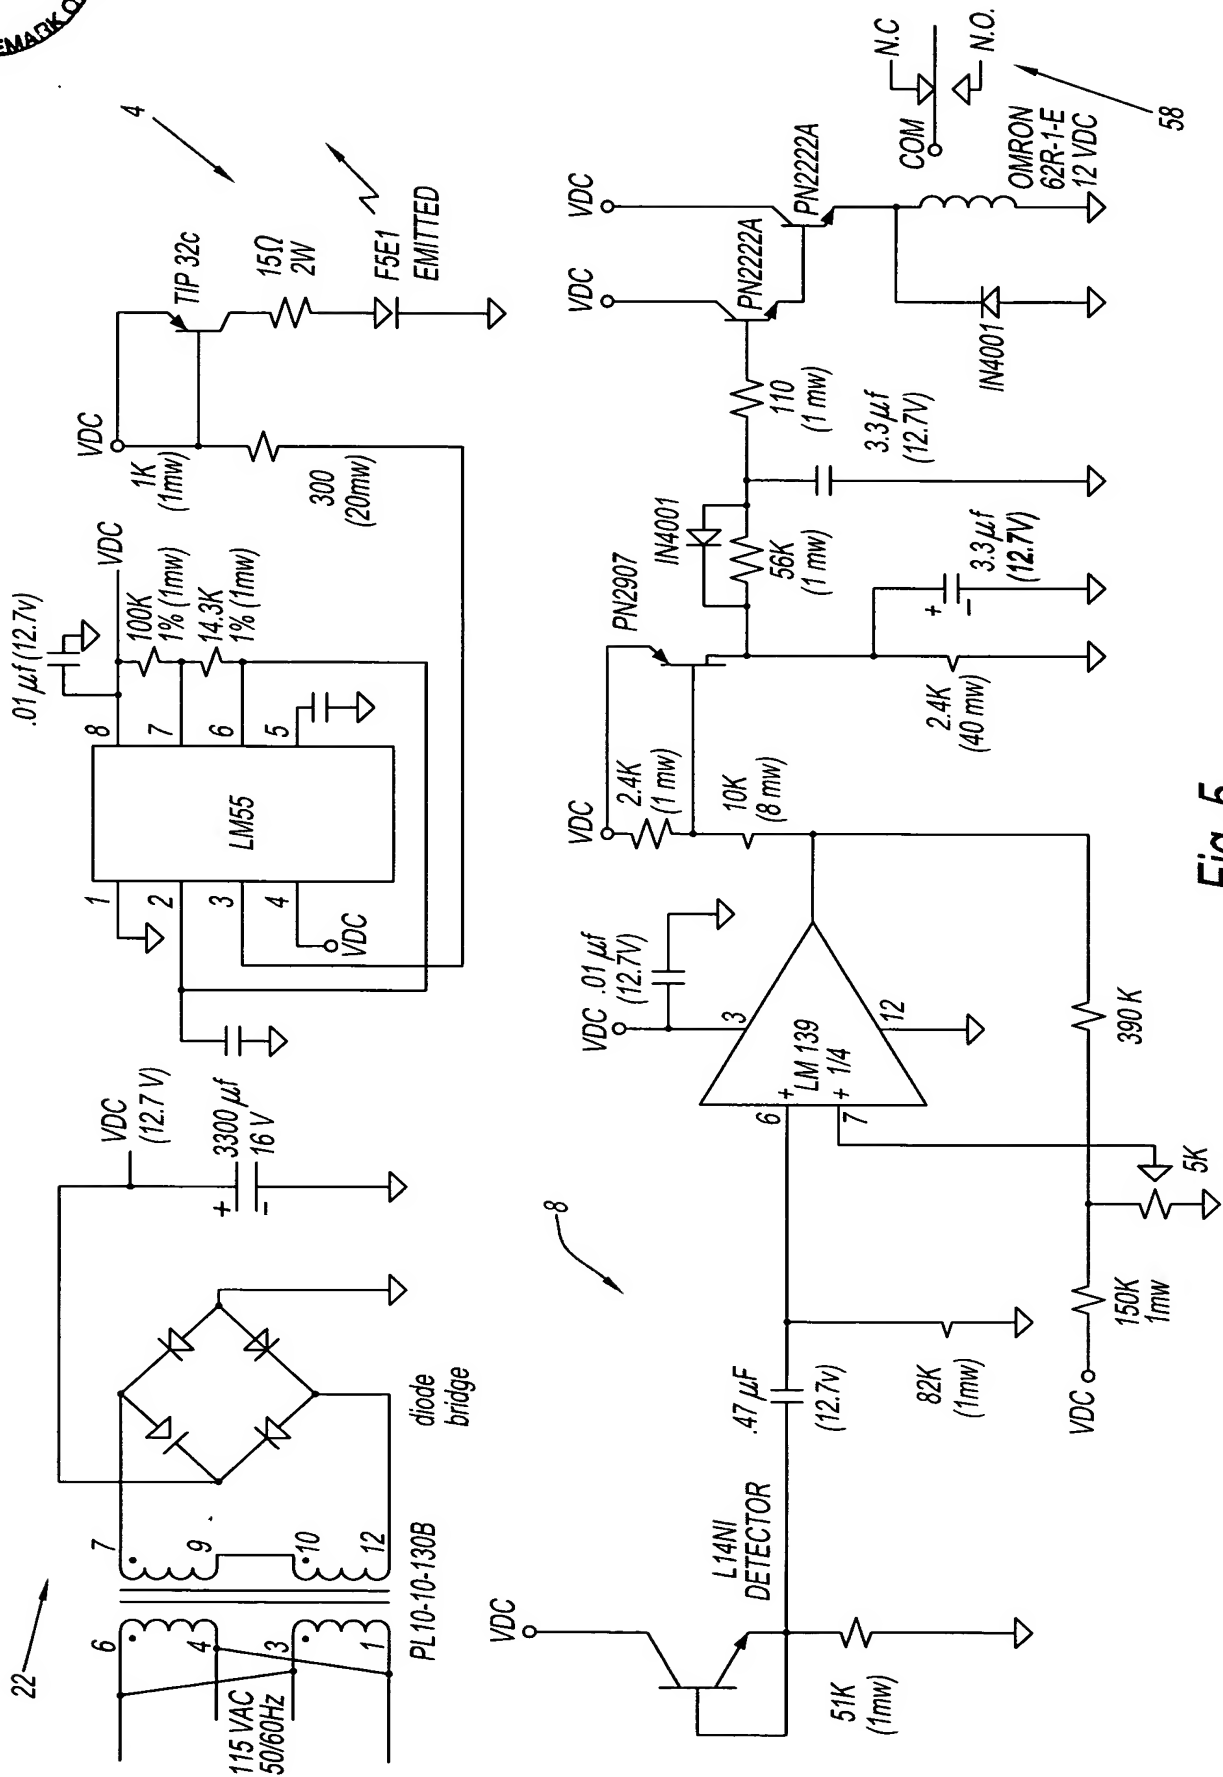 EMARK O
22
6
4
3
1
115 VAC
50/60Hz
7
9
10
12
PL10-10-130B
diode
bridge
VDC
(12.7 V)
+
3300 µf
16 V
–
1
2
3
4
VDC
LM55
8
7
6
5
.01 µf (12.7v)
VDC
100K
1% (1mw)
14.3K
1% (1mw)
VDC
1K
(1mw)
300
(20mw)
TIP 32c
15Ω
2W
F5E1
EMITTED
4
VDC
51K
(1mw)
L14NI
DETECTOR
.47 µF
(12.7v)
82K
(1mw)
8
6
7
+
+
LM 139
1/4
3
12
VDC
.01 µf
(12.7V)
VDC
150K
1mw
5K
390 K
VDC
2.4K
(1 mw)
10K
(8 mw)
PN2907
IN4001
56K
(1 mw)
2.4K
(40 mw)
+
–
3.3 µf
(12.7V)
110
(1 mw)
3.3 µf
(12.7V)
VDC
VDC
PN2222A
PN2222A
IN4001
OMRON
62R-1-E
12 VDC
COM
N.C
N.O.
58
Fig. 5